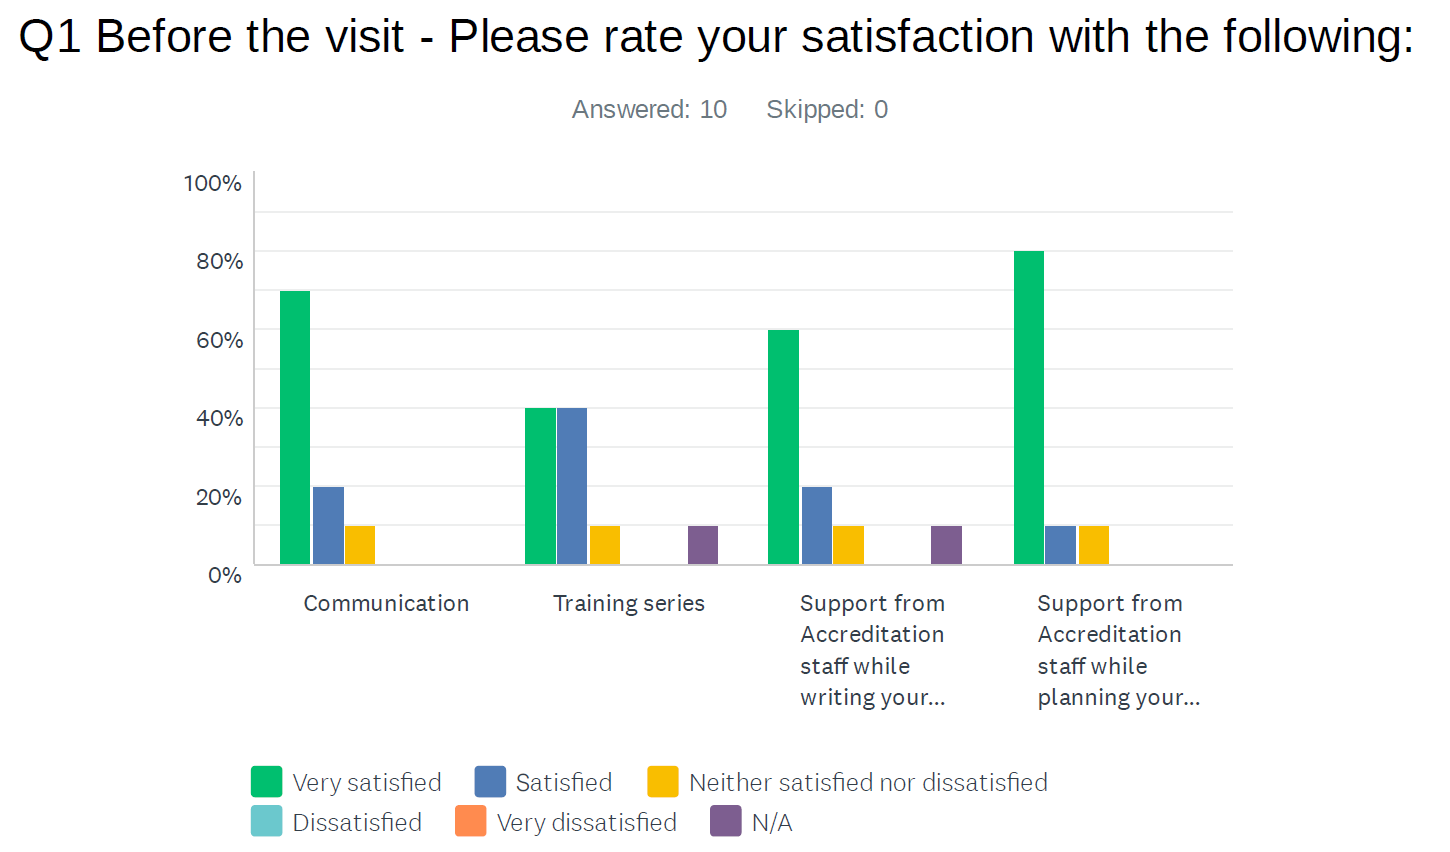 Q1 Before the visit - Please rate your satisfaction with the following:
Answered: 10 Skipped: 0
100%
80%
60%
40%
20%
0%
Communication
Training series
Support from
Accreditation
staff while
writing your...
Support from
Accreditation
staff while
planning your...
Very satisfied
Satisfied
Neither satisfied nor dissatisfied
Dissatisfied
Very dissatisfied
N/A